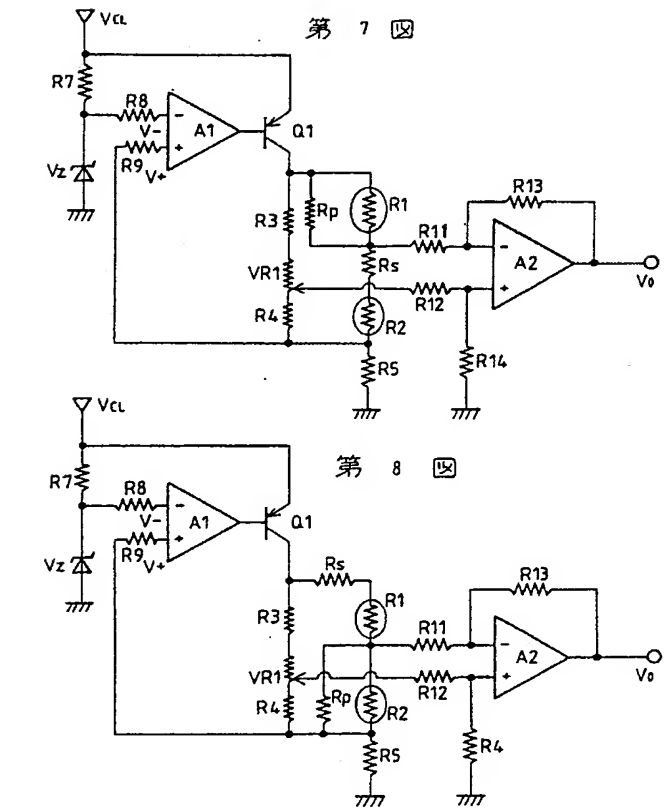 VCL
第 7 図
R7
R8
V-
A1
Q1
R9
V+
Vz
R3
Rp
R1
R13
R11
VR1
Rs
A2
Vo
R4
R12
R2
R5
R14
VCL
第 8 図
R7
R8
V-
A1
Q1
R9
V+
Vz
Rs
R3
R1
R13
R11
VR1
A2
Vo
R4
Rp
R12
R2
R5
R4